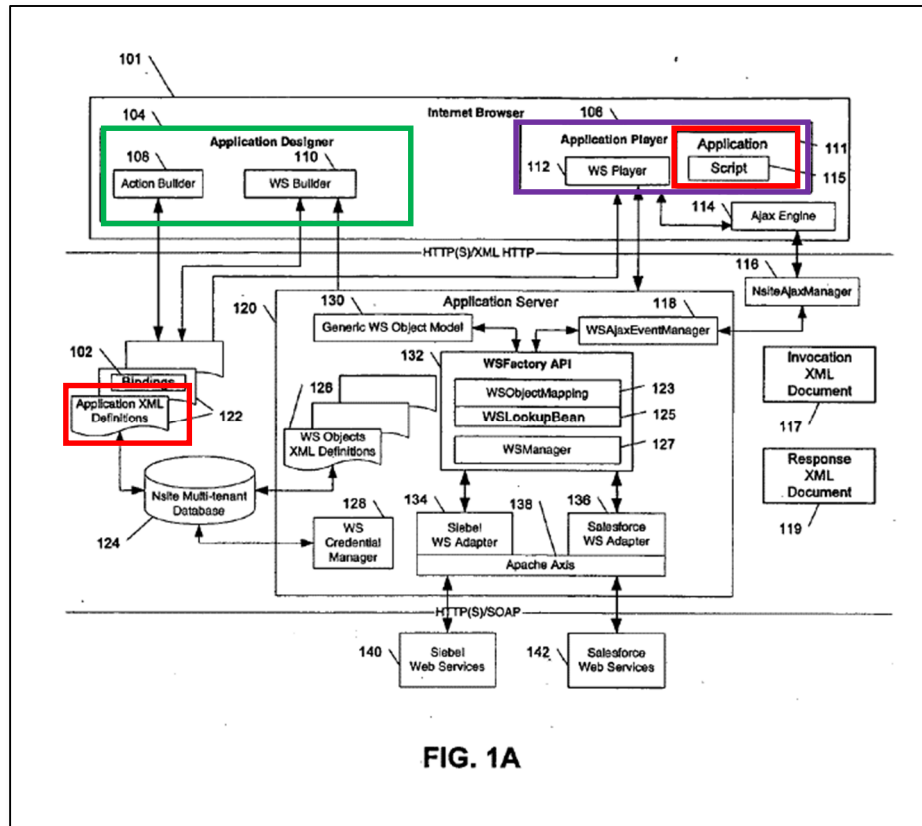 101
Internet Browser
104
Application Designer
108
Action Builder
110
WS Builder
106
Application Player
112
WS Player
Application
Script
111
115
114
Ajax Engine
HTTP(S)/XML HTTP
116
NsiteAjaxManager
120
Application Server
130
Generic WS Object Model
118
WSAjaxEventManager
102
Bindings
Application XML
Definitions
122
132
WSFactory API
WSObjectMapping
123
WSLookupBean
125
WSManager
127
126
WS Objects
XML Definitions
Invocation
XML
Document
117
Response
XML
Document
119
Nsite Multi-tenant
Database
124
128
WS
Credential
Manager
134
Siebel
WS Adapter
138
136
Salesforce
WS Adapter
Apache Axis
HTTP(S)/SOAP
140
Siebel
Web Services
142
Salesforce
Web Services
FIG. 1A